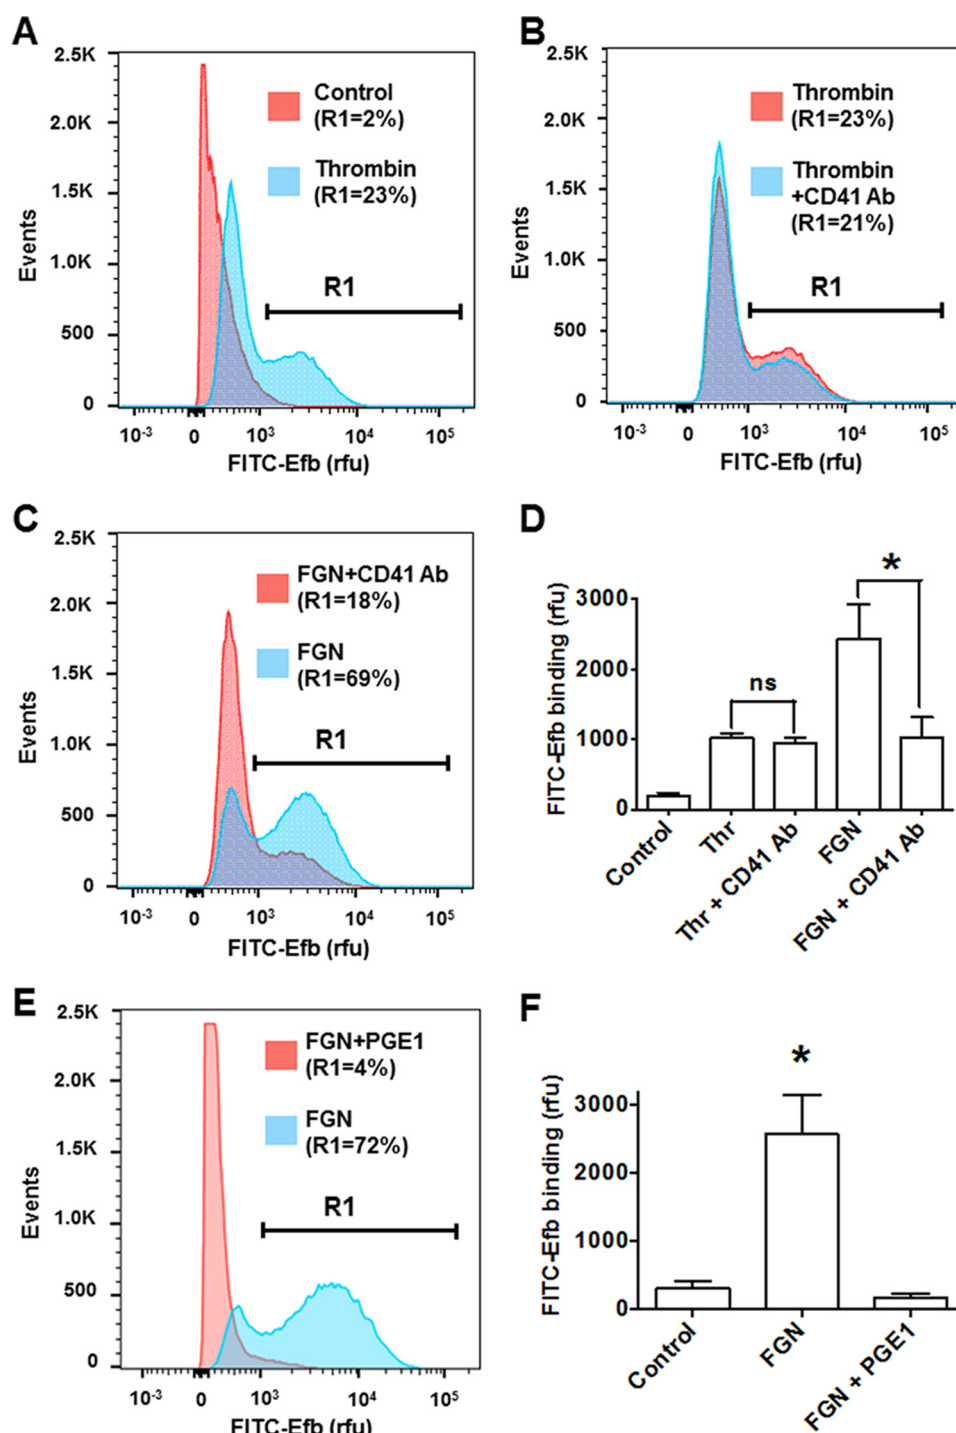 A
2.5K
2.0K
1.5K
1.0K
500
0
Events
Control
(R1=2%)
Thrombin
(R1=23%)
R1
10-3 0 10³ 10⁴ 10⁵
FITC-Efb (rfu)
B
2.5K
2.0K
1.5K
1.0K
500
0
Events
Thrombin
(R1=23%)
Thrombin
+CD41 Ab
(R1=21%)
R1
10-3 0 10³ 10⁴ 10⁵
FITC-Efb (rfu)
C
2.5K
2.0K
1.5K
1.0K
500
0
Events
FGN+CD41 Ab
(R1=18%)
FGN
(R1=69%)
R1
10-3 0 10³ 10⁴ 10⁵
FITC-Efb (rfu)
D
FITC-Efb binding (rfu)
3000
2000
1000
0
ns
*
Control
Thr
Thr + CD41 Ab
FGN
FGN + CD41 Ab
E
2.5K
2.0K
1.5K
1.0K
500
0
Events
FGN+PGE1
(R1=4%)
FGN
(R1=72%)
R1
10-3 0 10³ 10⁴ 10⁵
FITC-Efb (rfu)
F
FITC-Efb binding (rfu)
3000
2000
1000
0
*
Control
FGN
FGN + PGE1